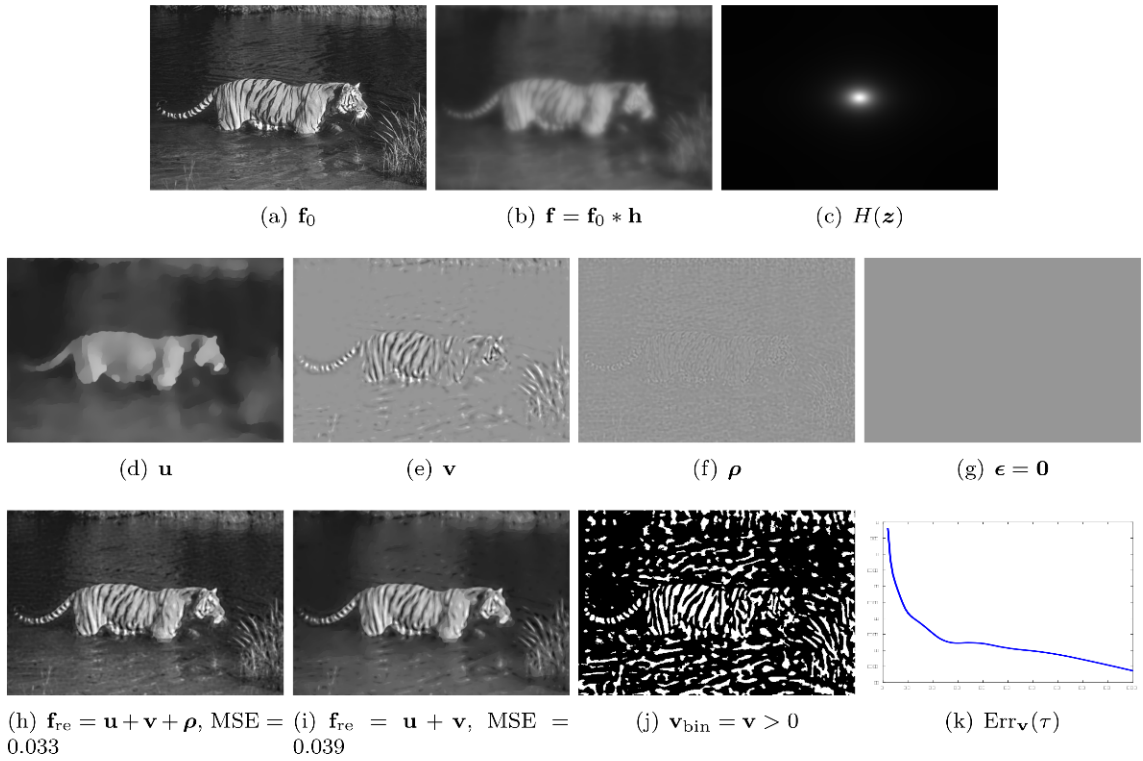 (a) f₀
(b) f = f₀ ∗ h
(c) H(z)
(d) u
(e) v
(f) ρ
(g) ϵ = 0
(h) f_re = u + v + ρ, MSE =
0.033
(i) f_re = u + v, MSE =
0.039
(j) v_bin = v > 0
(k) Err_v(τ)